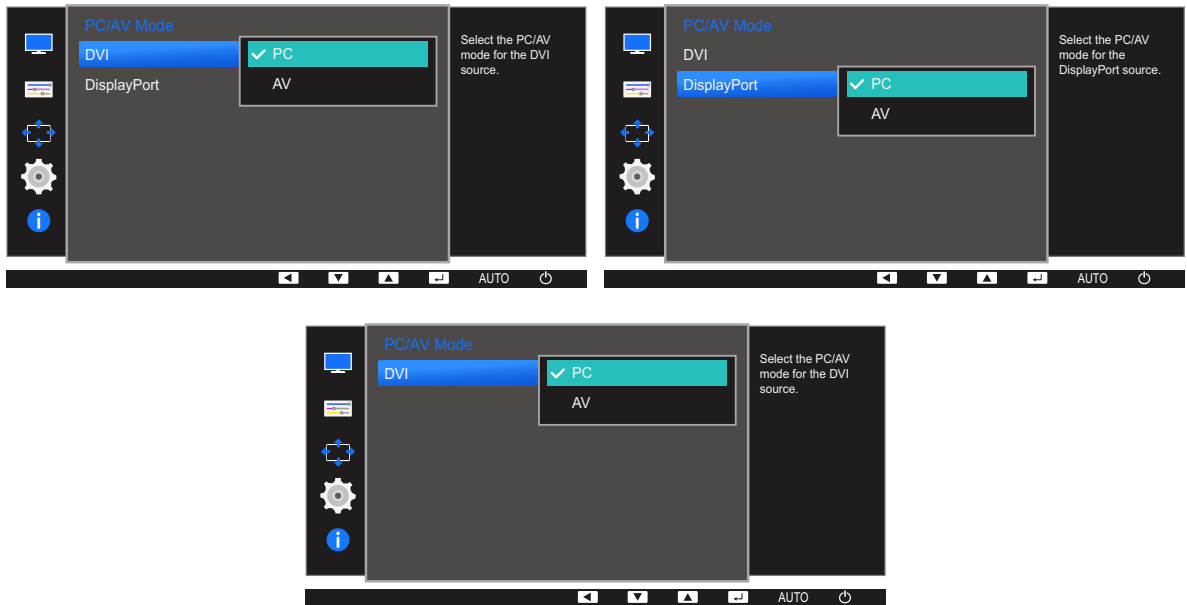 PC/AV Mode
DVI
PC
DisplayPort
AV
Select the PC/AV
mode for the DVI
source.
AUTO
PC/AV Mode
DVI
DisplayPort
PC
AV
Select the PC/AV
mode for the
DisplayPort source.
AUTO
PC/AV Mode
DVI
PC
AV
Select the PC/AV
mode for the DVI
source.
AUTO